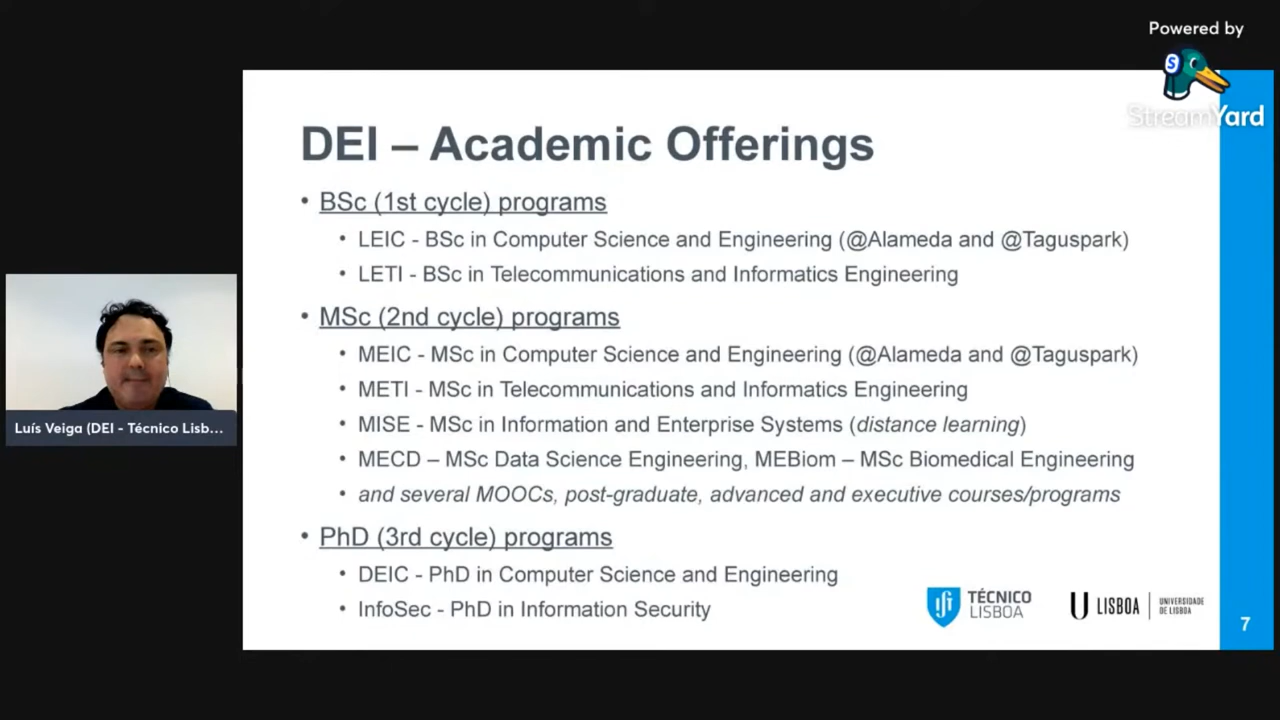 Powered by
StreamYard
DEI – Academic Offerings
• BSc (1st cycle) programs
• LEIC - BSc in Computer Science and Engineering (@Alameda and @Taguspark)
• LETI - BSc in Telecommunications and Informatics Engineering
• MSc (2nd cycle) programs
• MEIC - MSc in Computer Science and Engineering (@Alameda and @Taguspark)
• METI - MSc in Telecommunications and Informatics Engineering
• MISE - MSc in Information and Enterprise Systems (distance learning)
• MECD – MSc Data Science Engineering, MEBiom – MSc Biomedical Engineering
• and several MOOCs, post-graduate, advanced and executive courses/programs
• PhD (3rd cycle) programs
• DEIC - PhD in Computer Science and Engineering
• InfoSec - PhD in Information Security
Luís Veiga (DEI - Técnico Lisb...
TÉCNICO
LISBOA
U LISBOA
UNIVERSIDADE
DE LISBOA
7